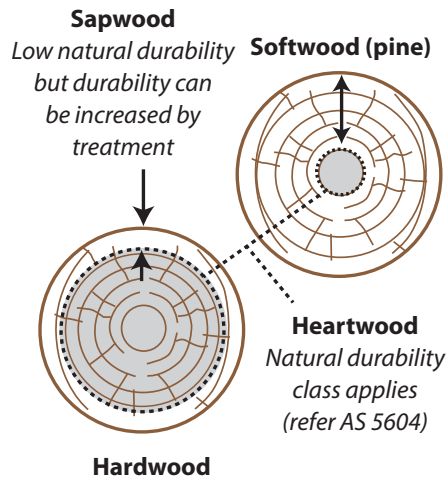 Sapwood
Low natural durability
but durability can
be increased by
treatment
Softwood (pine)
Heartwood
Natural durability
class applies
(refer AS 5604)
Hardwood